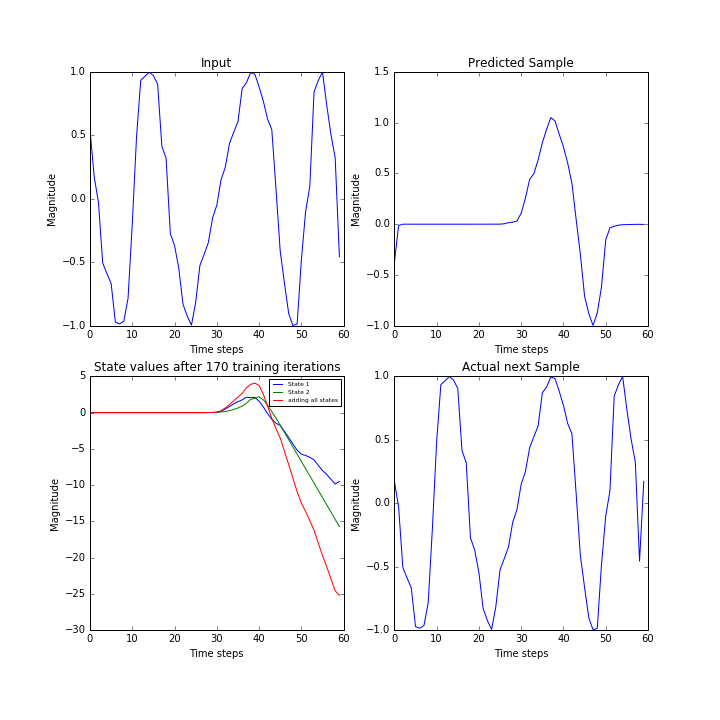 Input
1.0
0.5
0.0
−0.5
−1.0
Magnitude
0 10 20 30 40 50 60
Time steps
Predicted Sample
1.5
1.0
0.5
0.0
−0.5
−1.0
Magnitude
0 10 20 30 40 50 60
Time steps
State values after 170 training iterations
5
0
−5
−10
−15
−20
−25
−30
Magnitude
State 1
State 2
adding all states
0 10 20 30 40 50 60
Time steps
Actual next Sample
1.0
0.5
0.0
−0.5
−1.0
Magnitude
0 10 20 30 40 50 60
Time steps